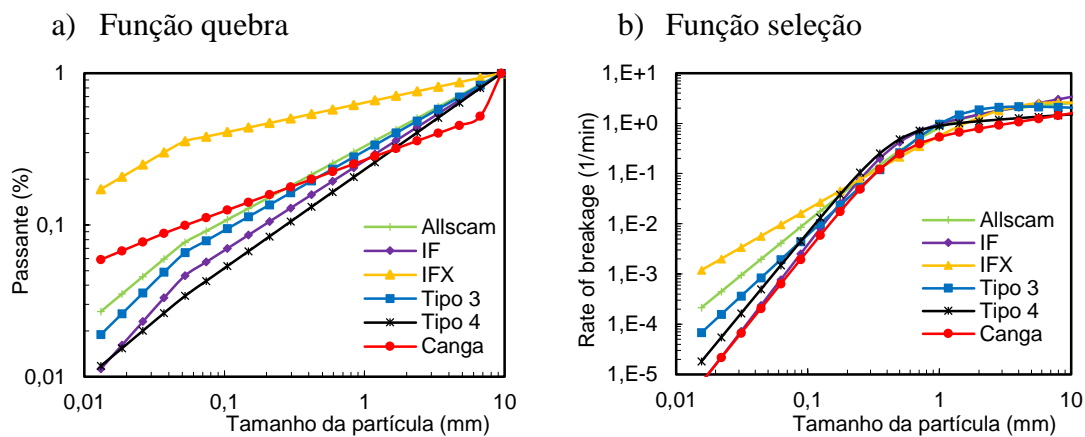 a) Função quebra
1
0,1
0,01
Passante (%)
0,01
0,1
1
10
Tamanho da partícula (mm)
Allscam
IF
IFX
Tipo 3
Tipo 4
Canga
b) Função seleção
1,E+1
1,E+0
1,E-1
1,E-2
1,E-3
1,E-4
1,E-5
Rate of breakage (1/min)
0,01
0,1
1
10
Tamanho da partícula (mm)
Allscam
IF
IFX
Tipo 3
Tipo 4
Canga